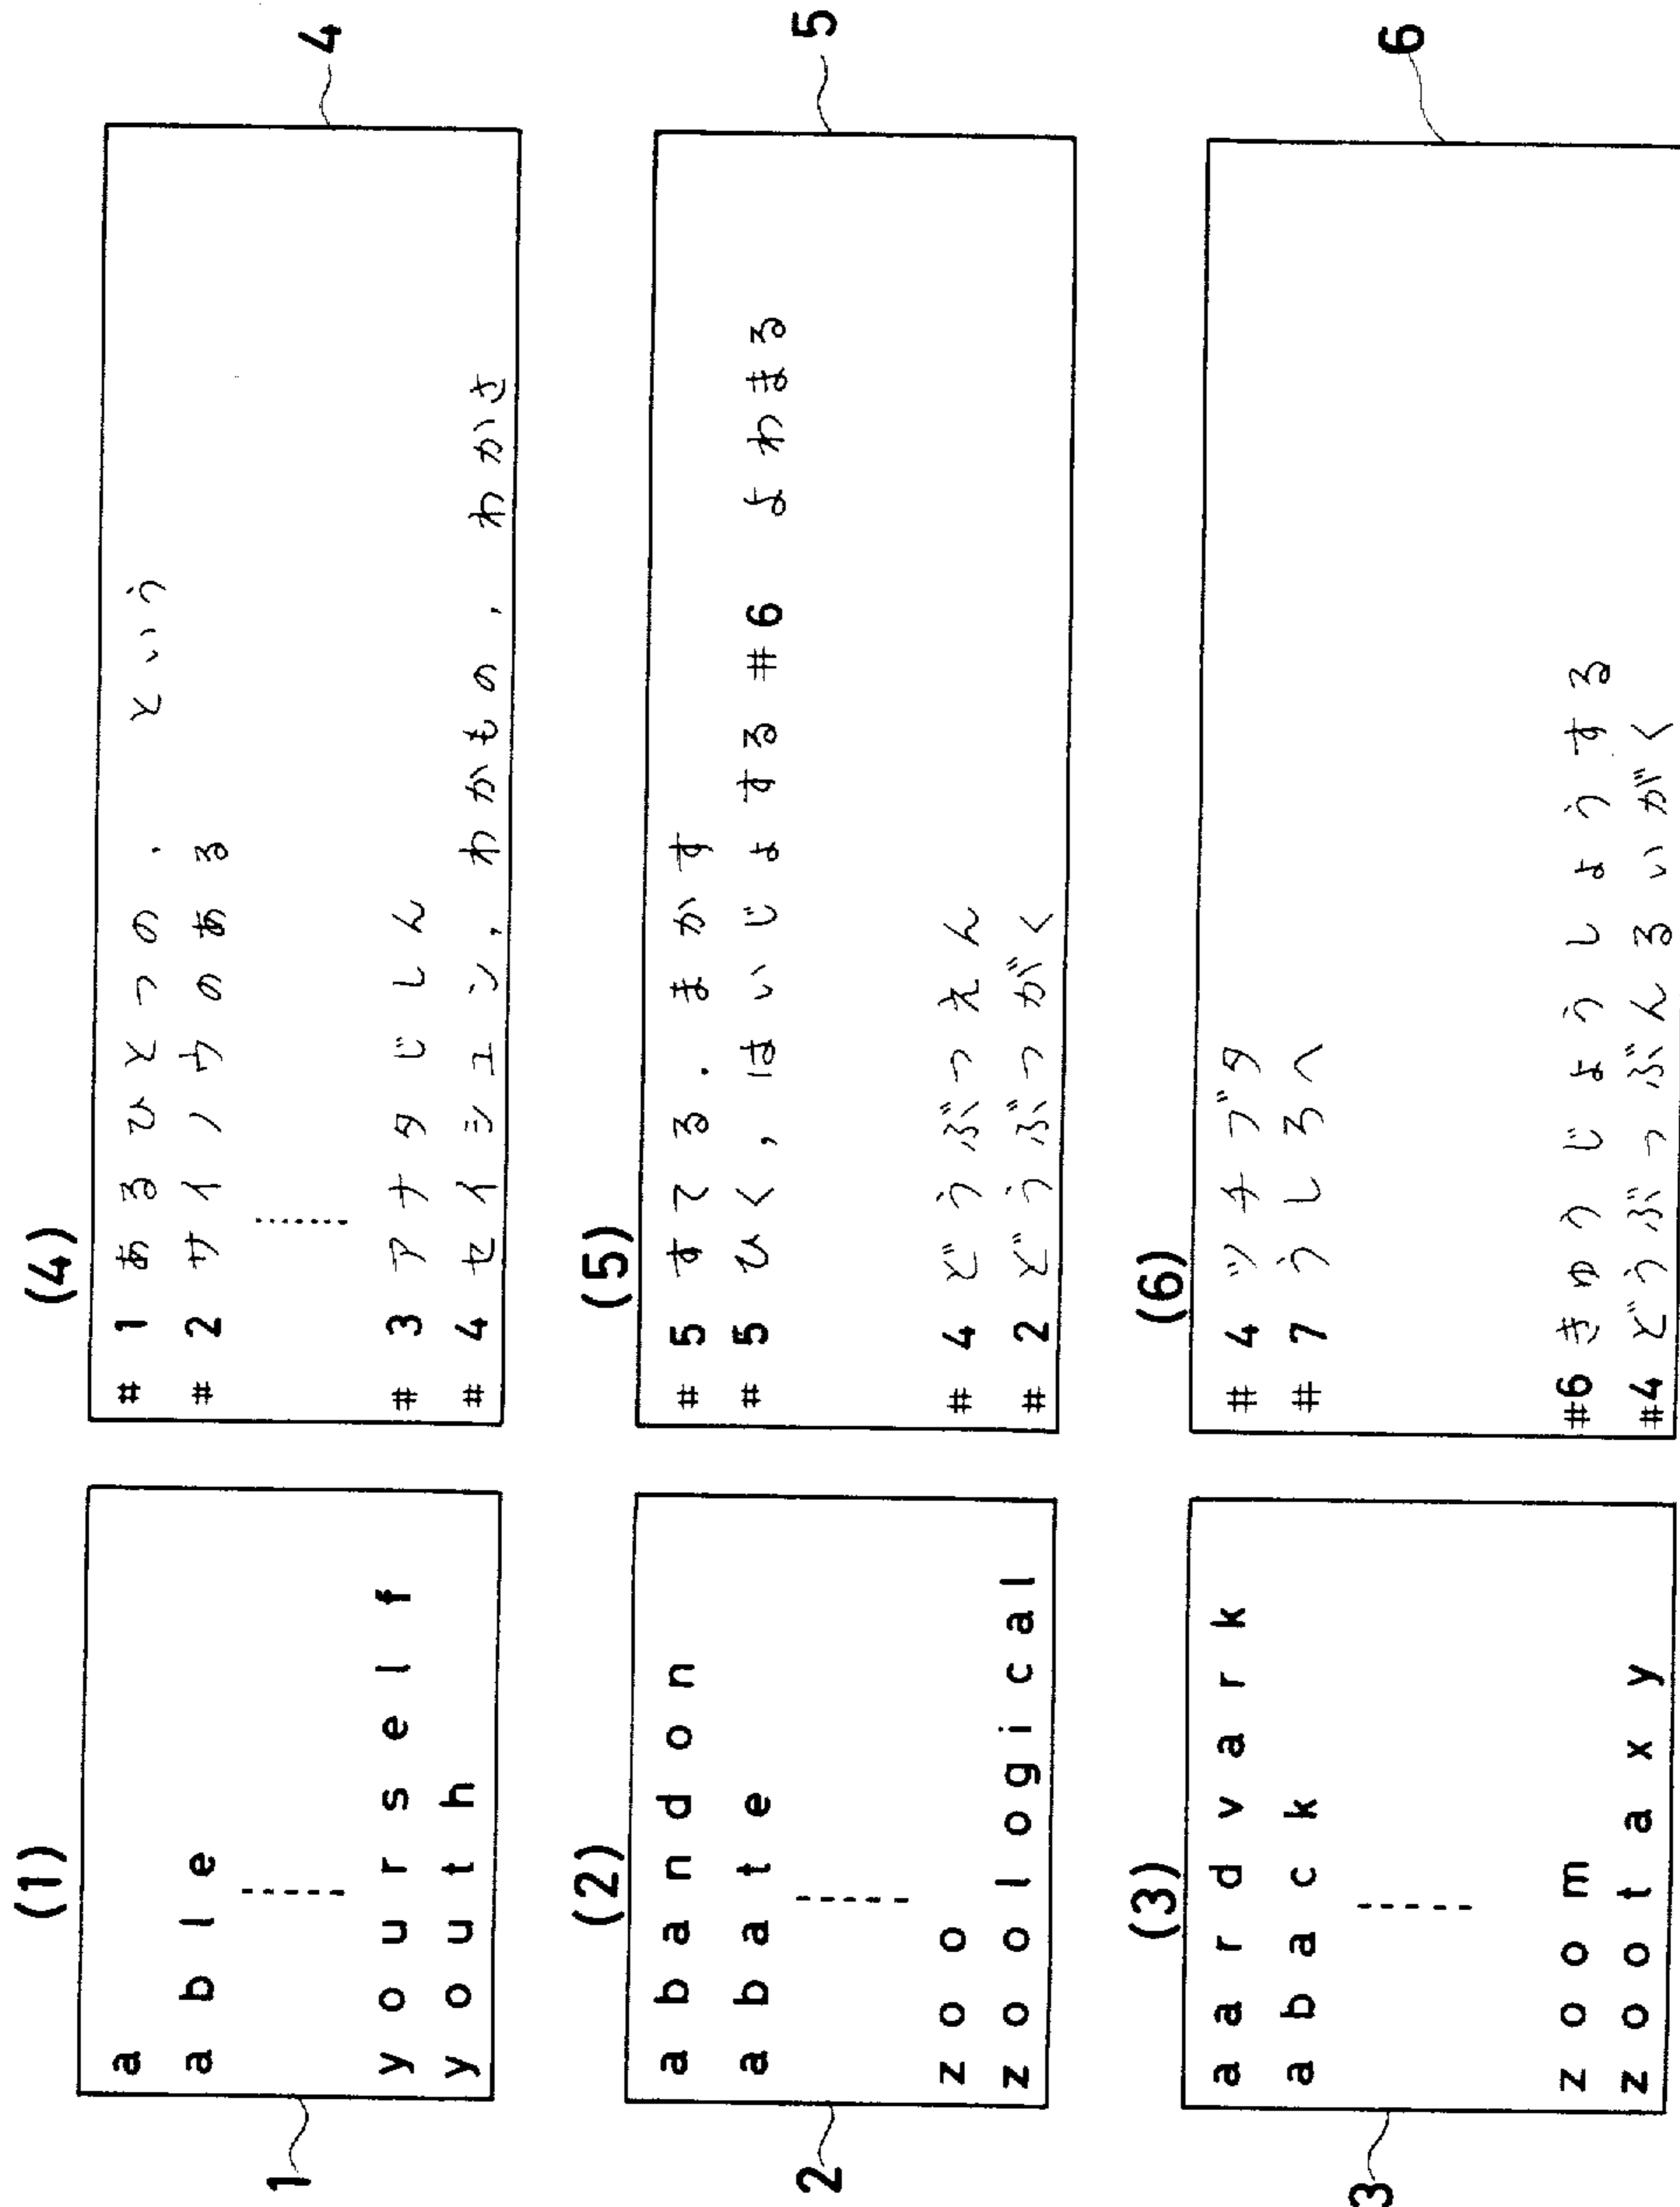 (1)
a
able
yourself
youth
1
(4)
# 1 あるひとつの． という
# 2 サイノウのある
# 3 アナタじしん
# 4 セイシュン，わかもの，わかさ
4
(2)
abandon
abate
zoo
zoological
2
(5)
# 5 すてる．まかす
# 5 ひく，はいじょする #6 よわまる
# 4 どうぶつえん
# 2 どうぶつがく
5
(3)
aardvark
aback
zoom
zootaxy
3
(6)
# 4 ツチブタ
# 7 うしろへ
#6 きゅうじょうしょうする
#4 どうぶつぶんるいがく
6